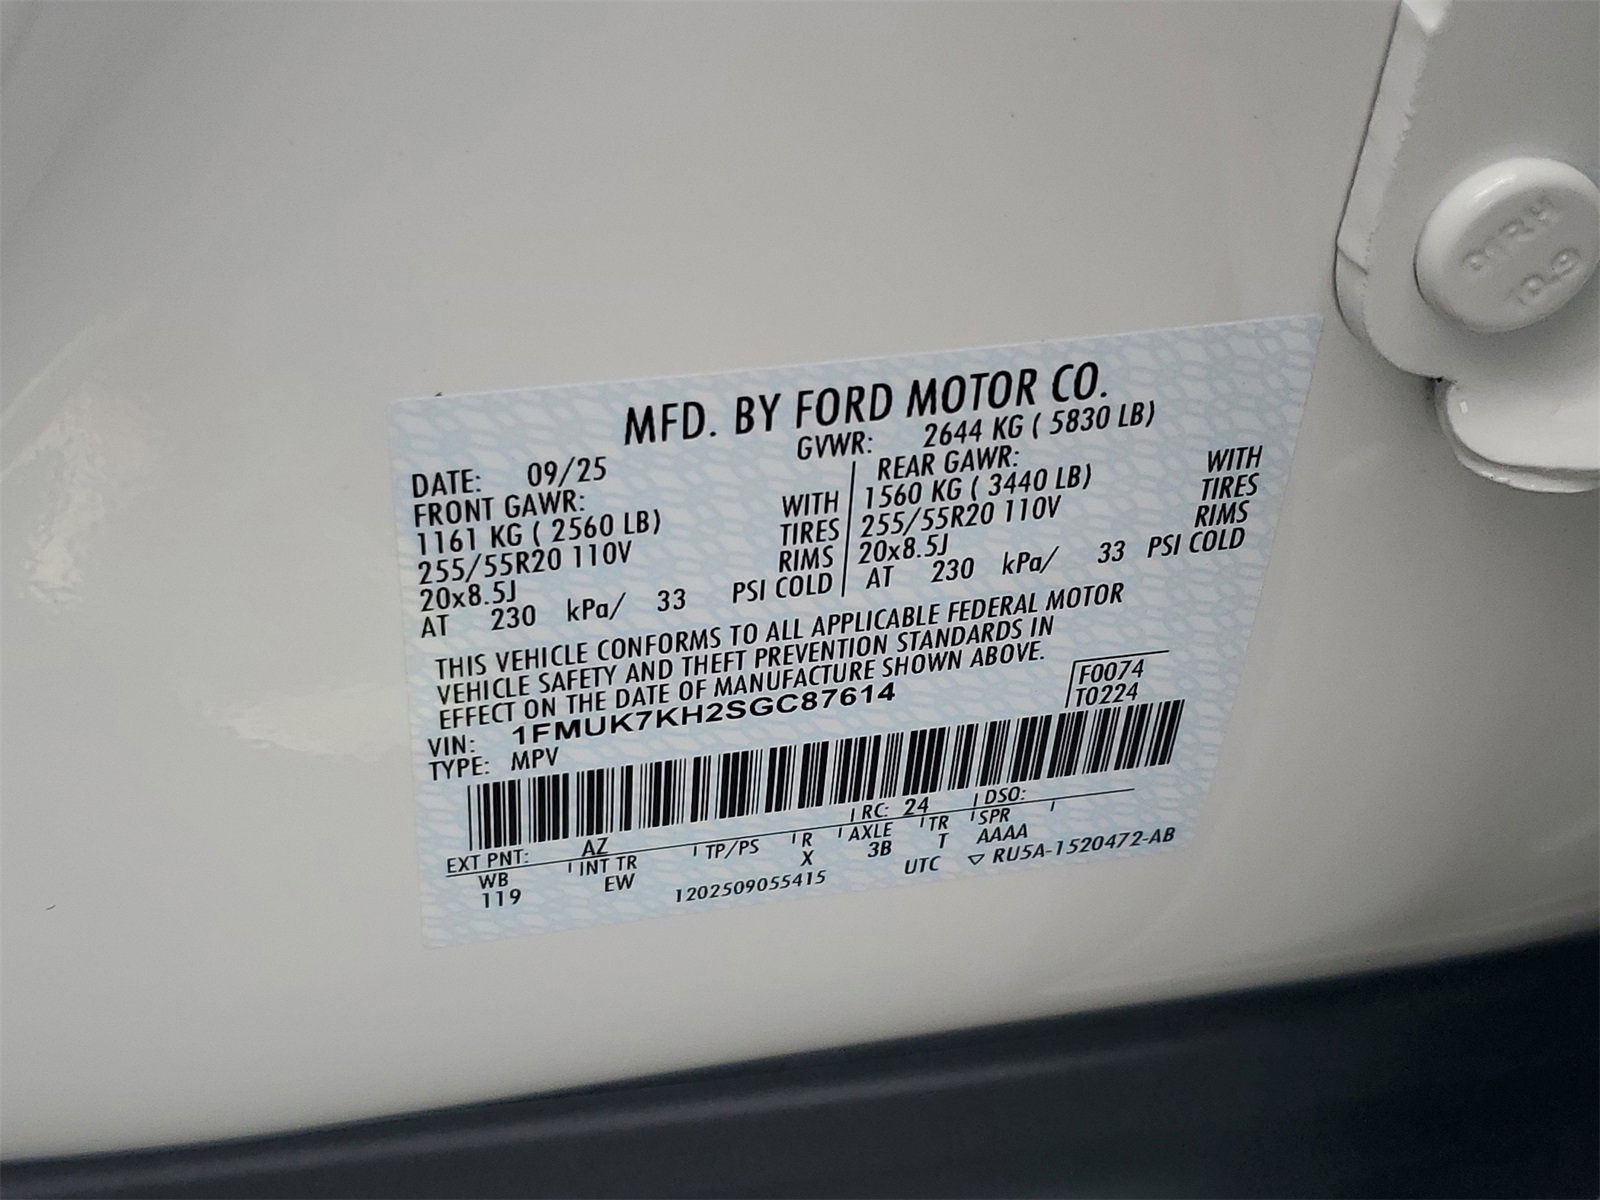 MFD. BY FORD MOTOR CO.
DATE: 09/25 GVWR: 2644 KG ( 5830 LB)
FRONT GAWR:
1161 KG ( 2560 LB) WITH
255/55R20 110V TIRES
20x8.5J RIMS
AT 230 kPa/ 33 PSI COLD
REAR GAWR: WITH
1560 KG ( 3440 LB) TIRES
255/55R20 110V RIMS
20x8.5J
AT 230 kPa/ 33 PSI COLD
THIS VEHICLE CONFORMS TO ALL APPLICABLE FEDERAL MOTOR
VEHICLE SAFETY AND THEFT PREVENTION STANDARDS IN
EFFECT ON THE DATE OF MANUFACTURE SHOWN ABOVE.
VIN: 1FMUK7KH2SGC87614
TYPE: MPV
F0074
T0224
EXT PNT: AZ RC: 24 DSO:
WB INT TR TP/PS R AXLE TR SPR
119 EW X 3B T AAAA
1202509055415 UTC ▽ RU5A-1520472-AB
10.9